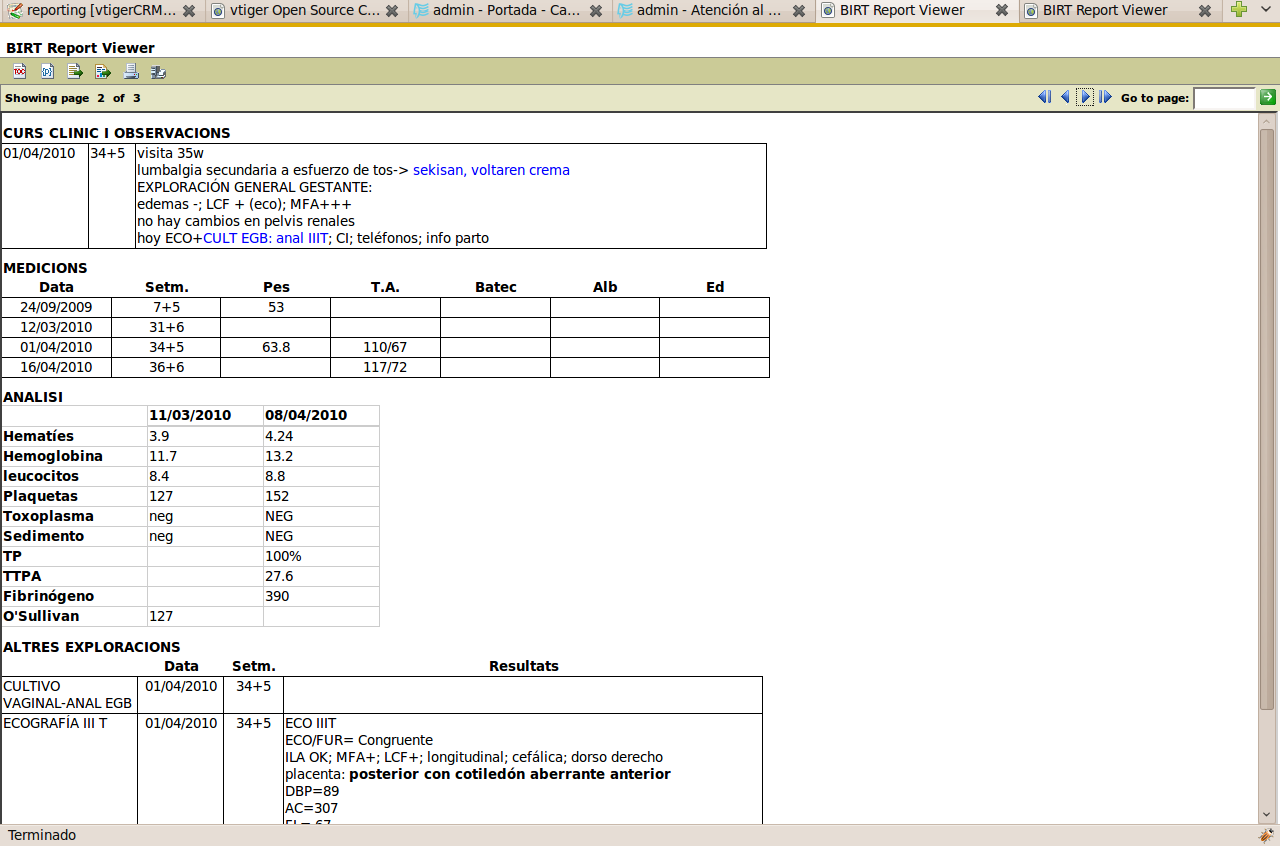 reporting [vtigerCRM... vtiger Open Source C... admin - Portada - Ca... admin - Atención al ... BIRT Report Viewer BIRT Report Viewer
BIRT Report Viewer
Showing page 2 of 3 Go to page:
CURS CLINIC I OBSERVACIONS
01/04/2010 34+5 visita 35w
lumbalgia secundaria a esfuerzo de tos-> sekisan, voltaren crema
EXPLORACIÓN GENERAL GESTANTE:
edemas -; LCF + (eco); MFA+++
no hay cambios en pelvis renales
hoy ECO+CULT EGB: anal IIIT; CI; teléfonos; info parto
MEDICIONS
Data Setm. Pes T.A. Batec Alb Ed
24/09/2009 7+5 53
12/03/2010 31+6
01/04/2010 34+5 63.8 110/67
16/04/2010 36+6 117/72
ANALISI
11/03/2010 08/04/2010
Hematíes 3.9 4.24
Hemoglobina 11.7 13.2
leucocitos 8.4 8.8
Plaquetas 127 152
Toxoplasma neg NEG
Sedimento neg NEG
TP 100%
TTPA 27.6
Fibrinógeno 390
O'Sullivan 127
ALTRES EXPLORACIONS
Data Setm. Resultats
CULTIVO 01/04/2010 34+5
VAGINAL-ANAL EGB
ECOGRAFÍA III T 01/04/2010 34+5 ECO IIIT
ECO/FUR= Congruente
ILA OK; MFA+; LCF+; longitudinal; cefálica; dorso derecho
placenta: posterior con cotiledón aberrante anterior
DBP=89
AC=307
Terminado